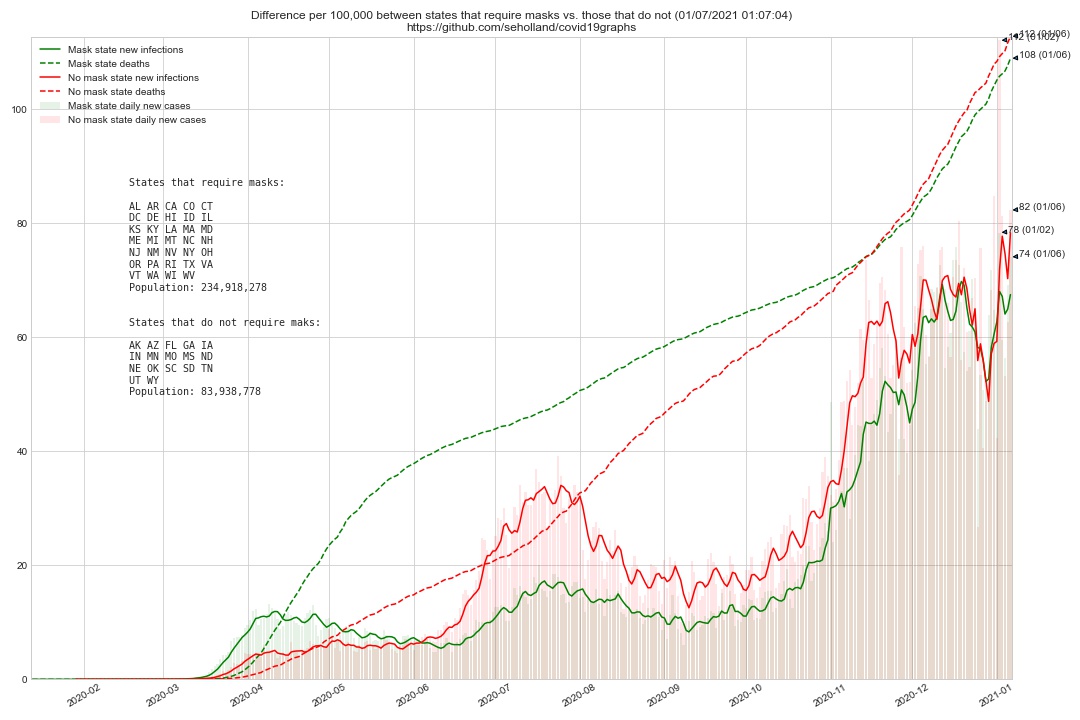 Difference per 100,000 between states that require masks vs. those that do not (01/07/2021 01:07:04)
https://github.com/seholland/covid19graphs
Mask state new infections
Mask state deaths
No mask state new infections
No mask state deaths
Mask state daily new cases
No mask state daily new cases
States that require masks:
AL AR CA CO CT
DC DE HI ID IL
KS KY LA MA MD
ME MI MT NC NH
NJ NM NV NY OH
OR PA RI TX VA
VT WA WI WV
Population: 234,918,278
States that do not require maks:
AK AZ FL GA IA
IN MN MO MS ND
NE OK SC SD TN
UT WY
Population: 83,938,778
112 (01/06)
(01/02)
108 (01/06)
82 (01/06)
78 (01/02)
74 (01/06)
100
80
60
40
20
0
2020-02
2020-03
2020-04
2020-05
2020-06
2020-07
2020-08
2020-09
2020-10
2020-11
2020-12
2021-01